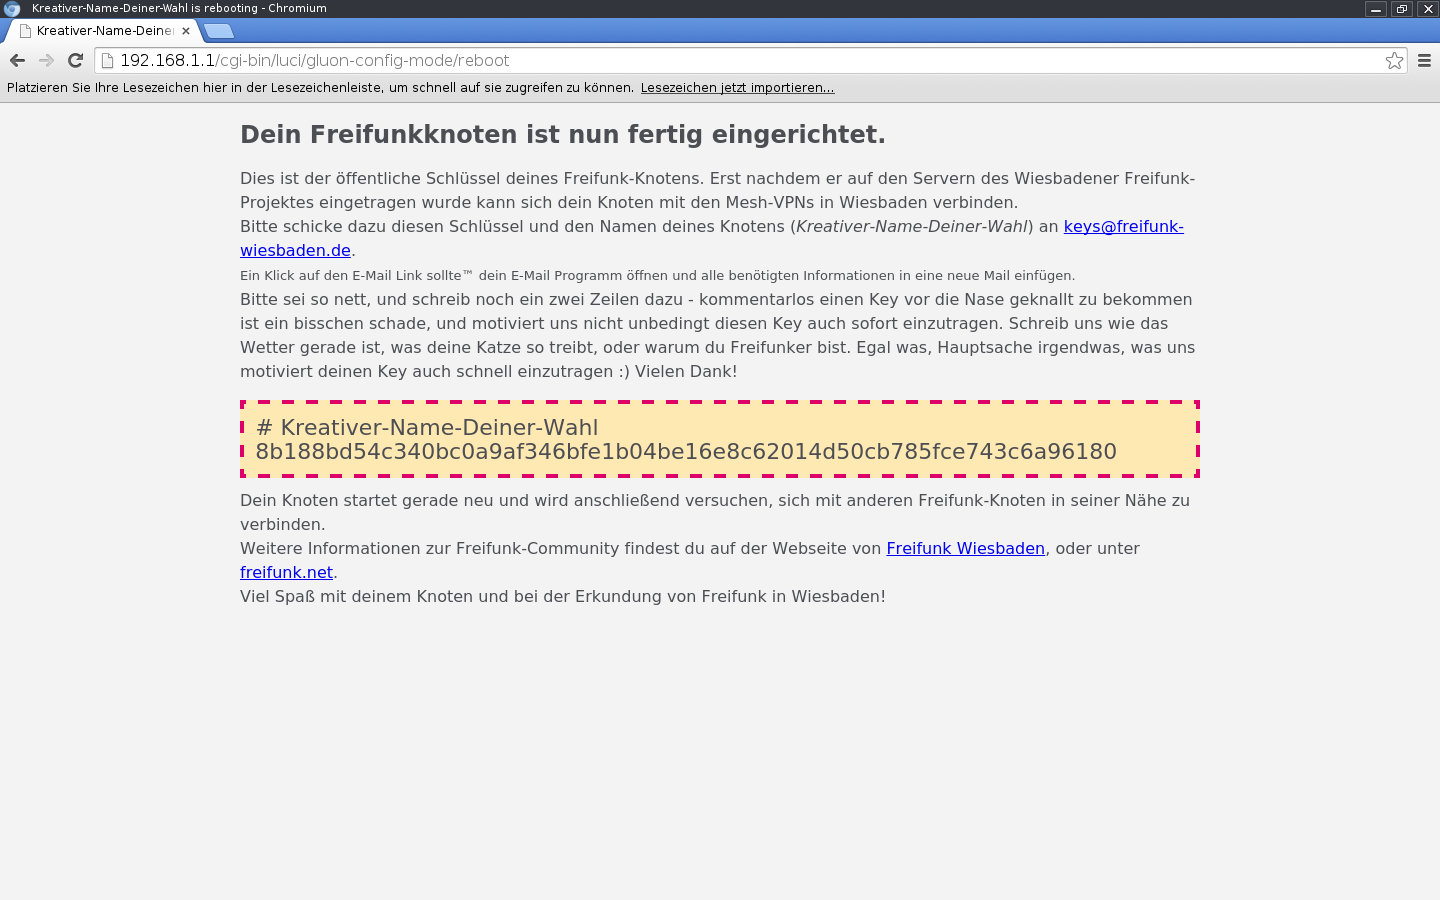 Kreativer-Name-Deiner-Wahl is rebooting - Chromium
Kreativer-Name-Deiner
192.168.1.1/cgi-bin/luci/gluon-config-mode/reboot
Platzieren Sie Ihre Lesezeichen hier in der Lesezeichenleiste, um schnell auf sie zugreifen zu können. Lesezeichen jetzt importieren...
Dein Freifunkknoten ist nun fertig eingerichtet.
Dies ist der öffentliche Schlüssel deines Freifunk-Knotens. Erst nachdem er auf den Servern des Wiesbadener Freifunk-
Projektes eingetragen wurde kann sich dein Knoten mit den Mesh-VPNs in Wiesbaden verbinden.
Bitte schicke dazu diesen Schlüssel und den Namen deines Knotens (Kreativer-Name-Deiner-Wahl) an keys@freifunk-
wiesbaden.de.
Ein Klick auf den E-Mail Link sollte™ dein E-Mail Programm öffnen und alle benötigten Informationen in eine neue Mail einfügen.
Bitte sei so nett, und schreib noch ein zwei Zeilen dazu - kommentarlos einen Key vor die Nase geknallt zu bekommen
ist ein bisschen schade, und motiviert uns nicht unbedingt diesen Key auch sofort einzutragen. Schreib uns wie das
Wetter gerade ist, was deine Katze so treibt, oder warum du Freifunker bist. Egal was, Hauptsache irgendwas, was uns
motiviert deinen Key auch schnell einzutragen :) Vielen Dank!
# Kreativer-Name-Deiner-Wahl
8b188bd54c340bc0a9af346bfe1b04be16e8c62014d50cb785fce743c6a96180
Dein Knoten startet gerade neu und wird anschließend versuchen, sich mit anderen Freifunk-Knoten in seiner Nähe zu
verbinden.
Weitere Informationen zur Freifunk-Community findest du auf der Webseite von Freifunk Wiesbaden, oder unter
freifunk.net.
Viel Spaß mit deinem Knoten und bei der Erkundung von Freifunk in Wiesbaden!